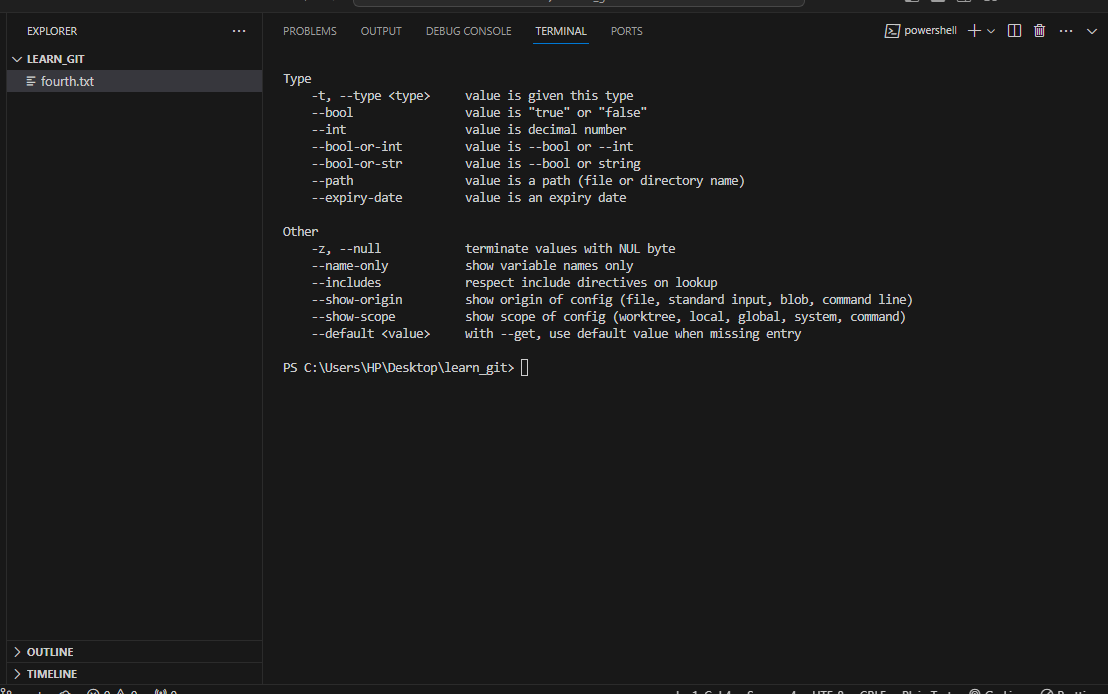 EXPLORER
PROBLEMS OUTPUT DEBUG CONSOLE TERMINAL PORTS
powershell
LEARN_GIT
fourth.txt
Type
-t, --type <type> value is given this type
--bool value is "true" or "false"
--int value is decimal number
--bool-or-int value is --bool or --int
--bool-or-str value is --bool or string
--path value is a path (file or directory name)
--expiry-date value is an expiry date
Other
-z, --null terminate values with NUL byte
--name-only show variable names only
--includes respect include directives on lookup
--show-origin show origin of config (file, standard input, blob, command line)
--show-scope show scope of config (worktree, local, global, system, command)
--default <value> with --get, use default value when missing entry
PS C:\Users\HP\Desktop\learn_git>
OUTLINE
TIMELINE